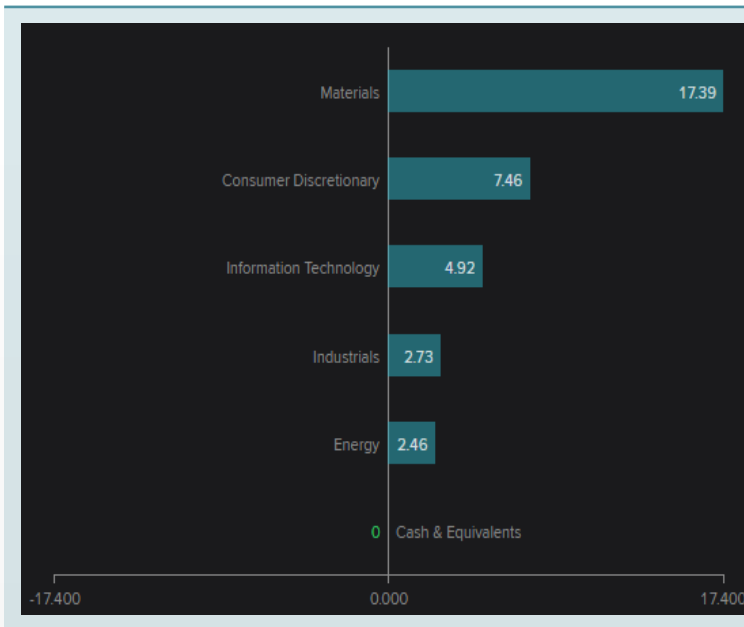 Materials 17.39
Consumer Discretionary 7.46
Information Technology 4.92
Industrials 2.73
Energy 2.46
0 Cash & Equivalents
-17.400 0.000 17.400